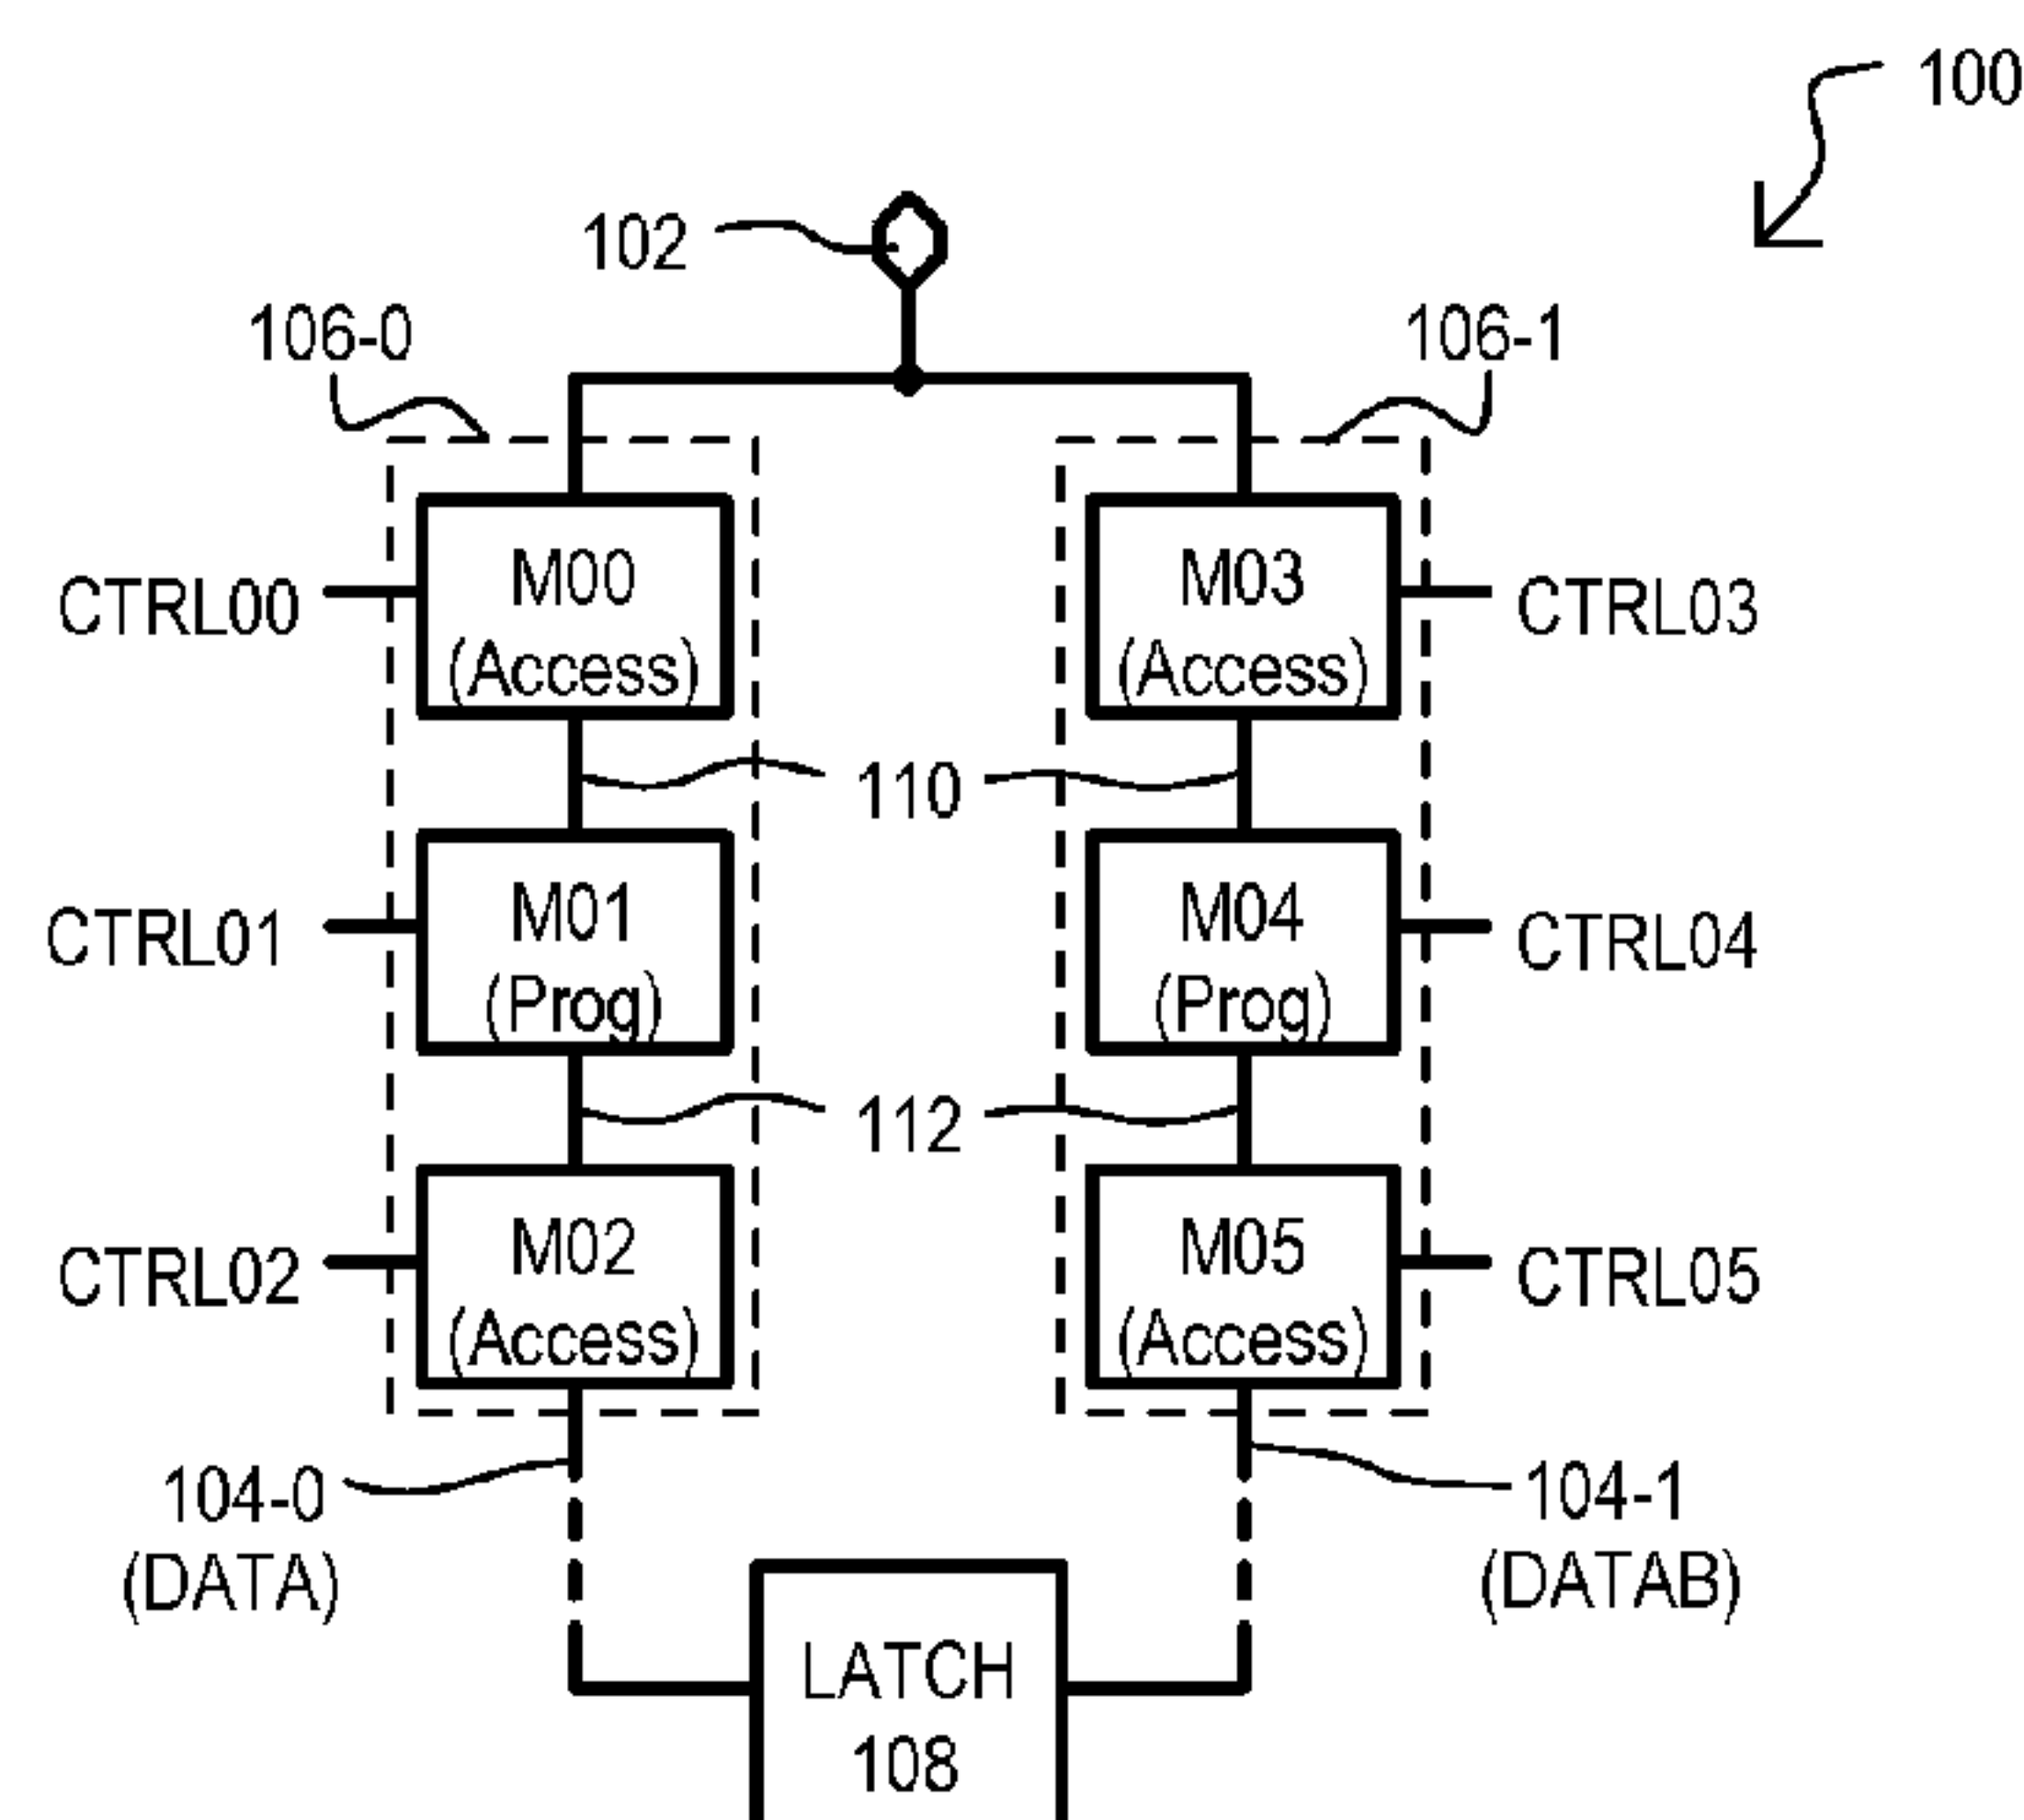 100
102
106-0
106-1
M00
(Access)
M03
(Access)
CTRL00
CTRL03
110
M01
(Prog)
M04
(Prog)
CTRL01
CTRL04
112
M02
(Access)
M05
(Access)
CTRL02
CTRL05
104-0
(DATA)
104-1
(DATAB)
LATCH
108